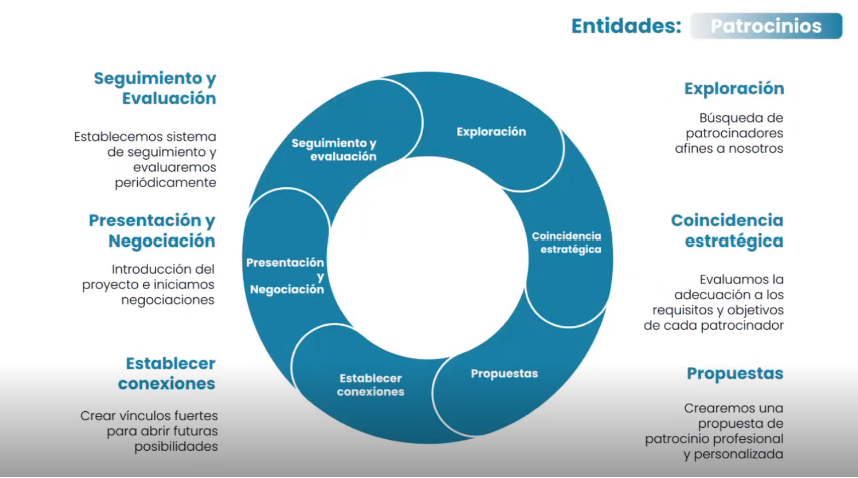 Entidades: Patrocinios
Seguimiento y
Evaluación
Establecemos sistema
de seguimiento y
evaluaremos
periódicamente
Presentación y
Negociación
Introducción del
proyecto e iniciamos
negociaciones
Establecer
conexiones
Crear vínculos fuertes
para abrir futuras
posibilidades
Seguimiento y
evaluación
Exploración
Coincidencia
estratégica
Propuestas
Establecer
conexiones
Presentación
y
Negociación
Exploración
Búsqueda de
patrocinadores
afines a nosotros
Coincidencia
estratégica
Evaluamos la
adecuación a los
requisitos y objetivos
de cada patrocinador
Propuestas
Crearemos una
propuesta de
patrocinio profesional
y personalizada